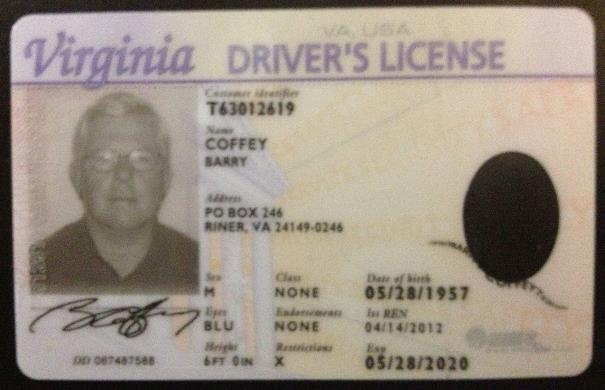 VA, USA
Virginia DRIVER'S LICENSE
Customer identifier
T63012619
Name
COFFEY
BARRY
Address
PO BOX 246
RINER, VA 24149-0246
Sex Class Date of birth
M NONE 05/28/1957
Eyes Endorsements Iss REN
BLU NONE 04/14/2012
Height Restrictions Exp
6FT 0IN X 05/28/2020
DD 067487588